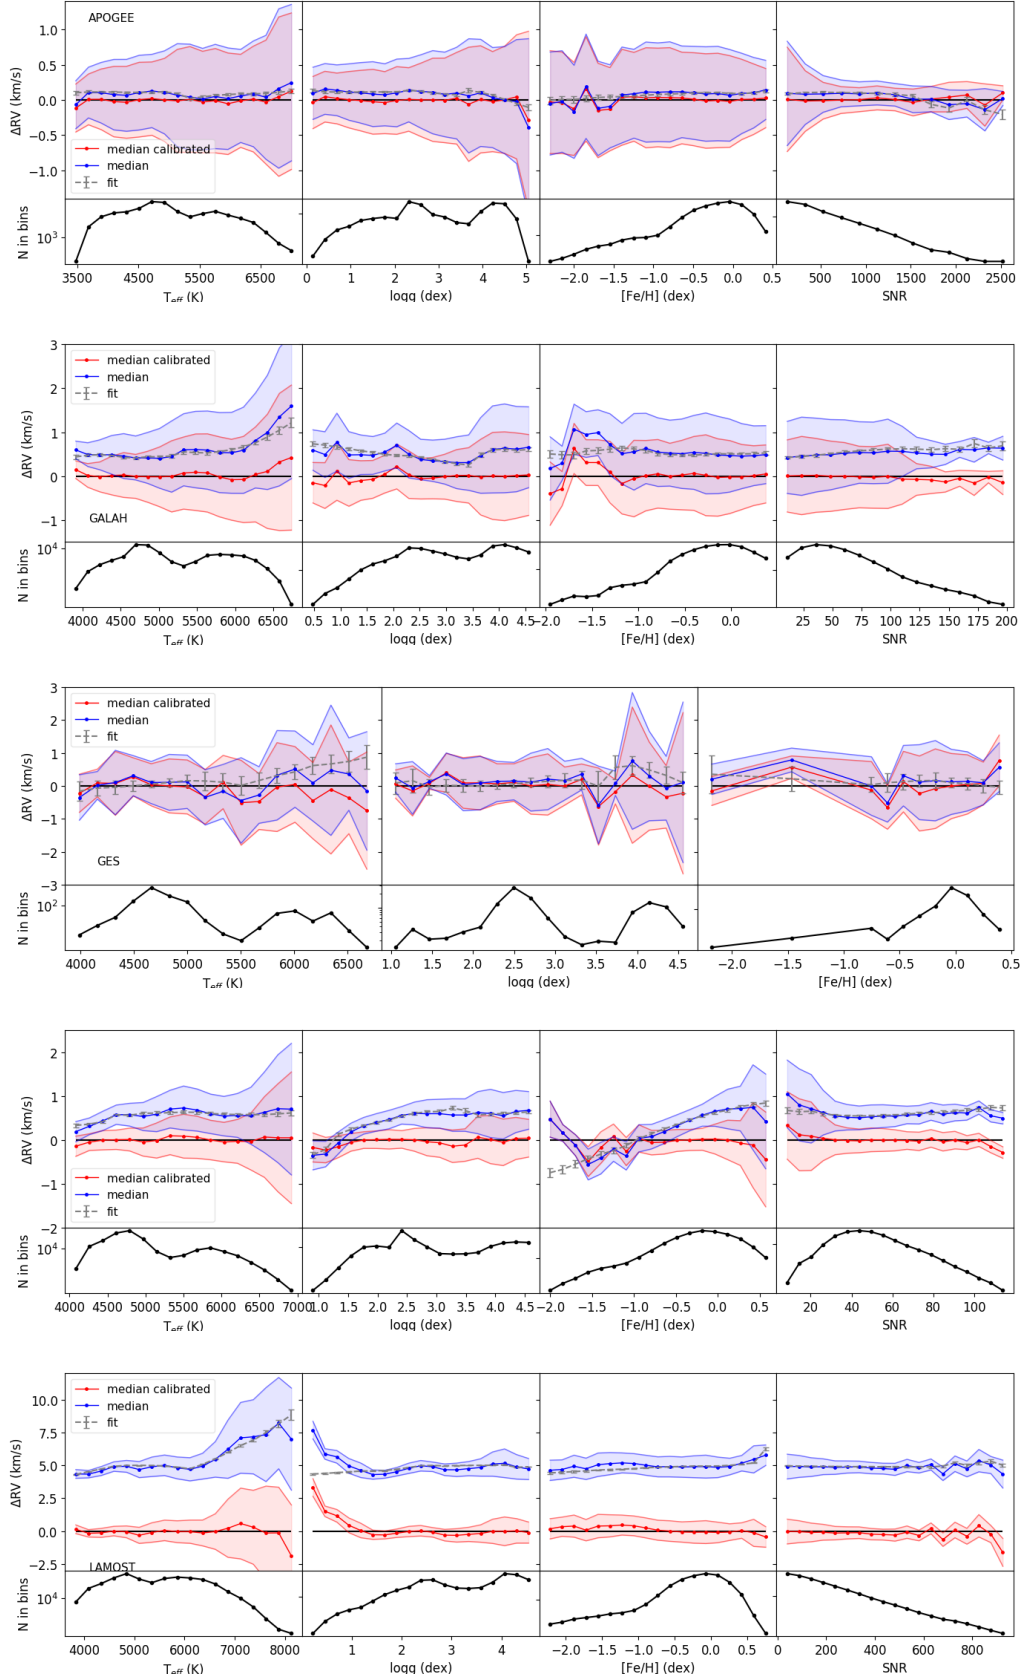 APOGEE
1.0
0.5
0.0
−0.5
−1.0
ΔRV (km/s)
median calibrated
median
fit
N in bins
10³
3500 4500 5500 6500 0 1 2 3 4 5 −2.0 −1.5 −1.0 −0.5 0.0 0.5 500 1000 1500 2000 2500
T_eff (K) logg (dex) [Fe/H] (dex) SNR
3
2
1
0
−1
ΔRV (km/s)
median calibrated
median
fit
GALAH
N in bins
10⁴
4000 4500 5000 5500 6000 6500 0.5 1.0 1.5 2.0 2.5 3.0 3.5 4.0 4.5 −2.0 −1.5 −1.0 −0.5 0.0 25 50 75 100 125 150 175 200
T_eff (K) logg (dex) [Fe/H] (dex) SNR
3
2
1
0
−1
−2
−3
ΔRV (km/s)
median calibrated
median
fit
GES
N in bins
10²
4000 4500 5000 5500 6000 6500 1.0 1.5 2.0 2.5 3.0 3.5 4.0 4.5 −2.0 −1.5 −1.0 −0.5 0.0 0.5
T_eff (K) logg (dex) [Fe/H] (dex)
2
1
0
−1
−2
ΔRV (km/s)
median calibrated
median
fit
N in bins
10⁴
4000 4500 5000 5500 6000 6500 7000 1.0 1.5 2.0 2.5 3.0 3.5 4.0 4.5 −2.0 −1.5 −1.0 −0.5 0.0 0.5 20 40 60 80 100
T_eff (K) logg (dex) [Fe/H] (dex) SNR
10.0
7.5
5.0
2.5
0.0
−2.5
ΔRV (km/s)
median calibrated
median
fit
LAMOST
N in bins
10⁴
4000 5000 6000 7000 8000 1 2 3 4 −2.0 −1.5 −1.0 −0.5 0.0 0.5 0 200 400 600 800
T_eff (K) logg (dex) [Fe/H] (dex) SNR